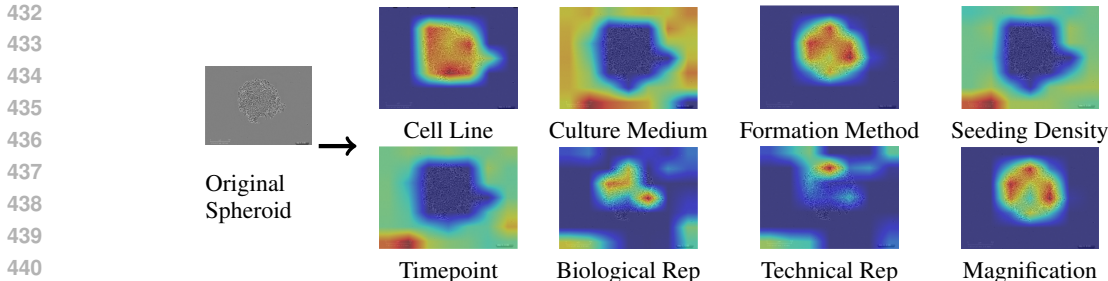 432
433
434
435
436
437
438
439
440
Original
Spheroid
Cell Line Culture Medium Formation Method Seeding Density
Timepoint Biological Rep Technical Rep Magnification